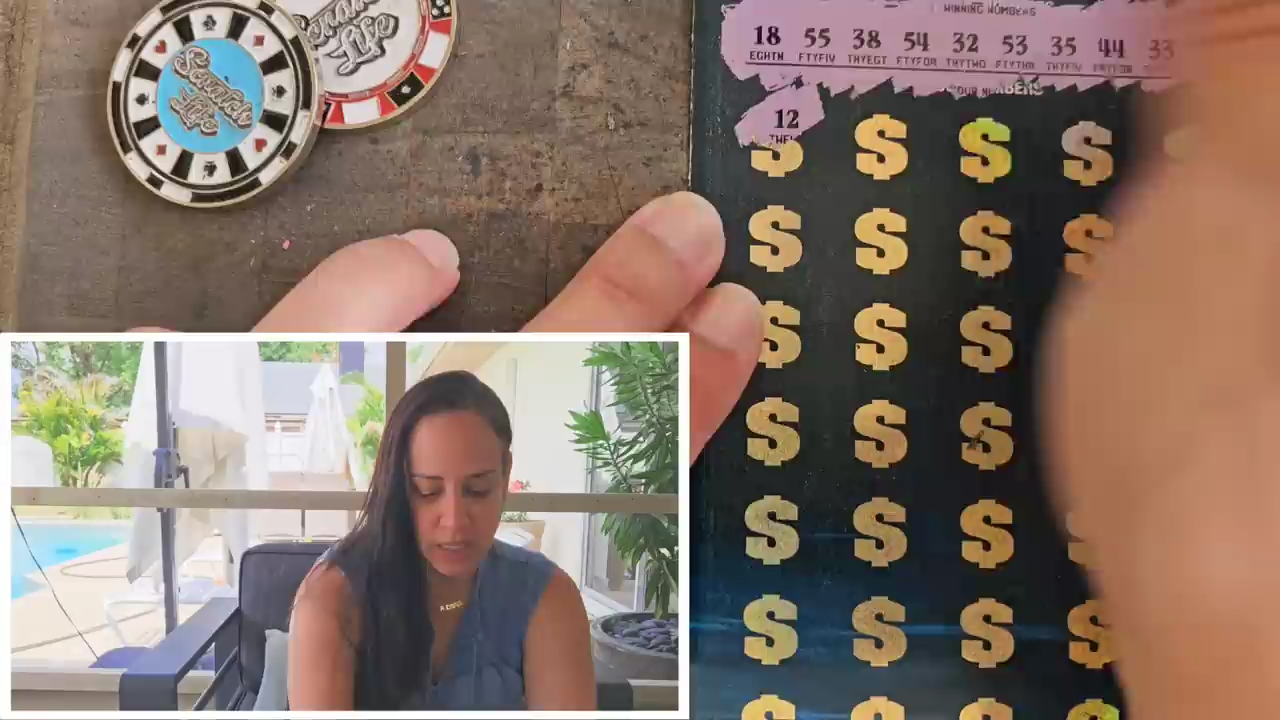 WINNING NUMBERS
18 55 38 54 32 53 35 44 33
EGHTN FTYFIV THYEGT FTYFOR THYTWO FTYTHR THYFIV FRYFOR
YOUR NUMBERS
12
$ $ $ $
$ $ $ $
$ $ $
$ $ $
$ $ $
$ $ $ $
$ $ $ $
Scratch
Life
Scratch
Life